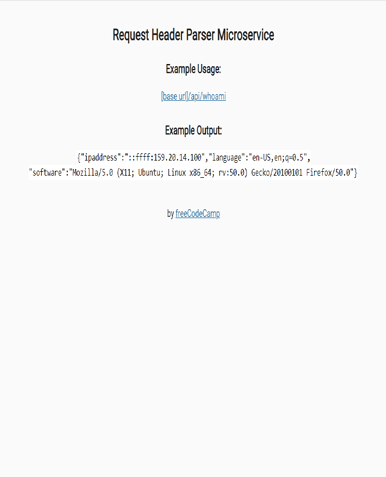 Request Header Parser Microservice
Example Usage:
[base url]/api/whoami
Example Output:
{"ipaddress":"::ffff:159.20.14.100","language":"en-US,en;q=0.5",
"software":"Mozilla/5.0 (X11; Ubuntu; Linux x86_64; rv:50.0) Gecko/20100101 Firefox/50.0"}
by freeCodeCamp